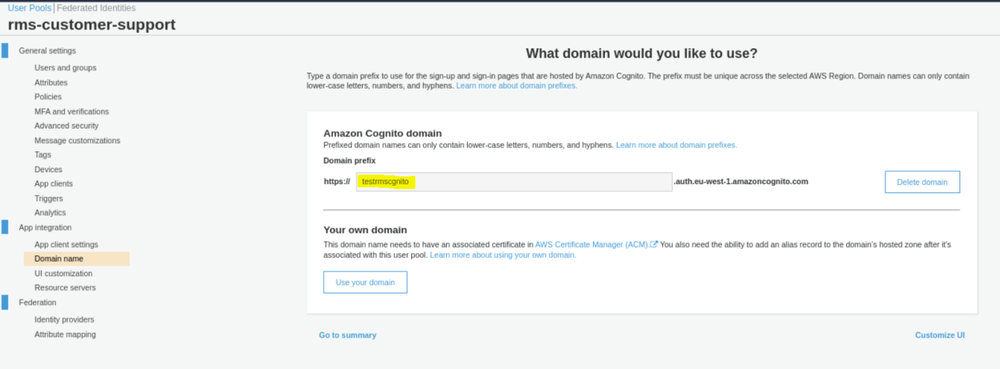 User Pools | Federated Identities
rms-customer-support
General settings
Users and groups
Attributes
Policies
MFA and verifications
Advanced security
Message customizations
Tags
Devices
App clients
Triggers
Analytics
App integration
App client settings
Domain name
UI customization
Resource servers
Federation
Identity providers
Attribute mapping
What domain would you like to use?
Type a domain prefix to use for the sign-up and sign-in pages that are hosted by Amazon Cognito. The prefix must be unique across the selected AWS Region. Domain names can only contain
lower-case letters, numbers, and hyphens. Learn more about domain prefixes.
Amazon Cognito domain
Prefixed domain names can only contain lower-case letters, numbers, and hyphens. Learn more about domain prefixes.
Domain prefix
https:// testrmscgnito .auth.eu-west-1.amazoncognito.com Delete domain
Your own domain
This domain name needs to have an associated certificate in AWS Certificate Manager (ACM). You also need the ability to add an alias record to the domain's hosted zone after it's
associated with this user pool. Learn more about using your own domain.
Use your domain
Go to summary Customize UI